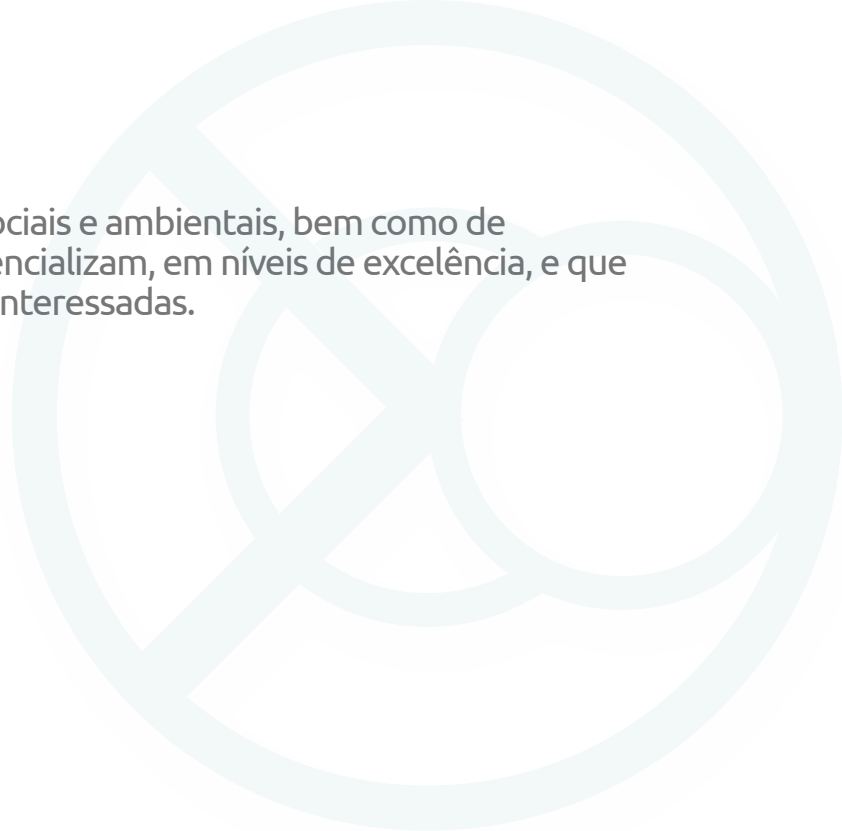 ociais e ambientais, bem como de
encializam, em níveis de excelência, e que
nteressadas.